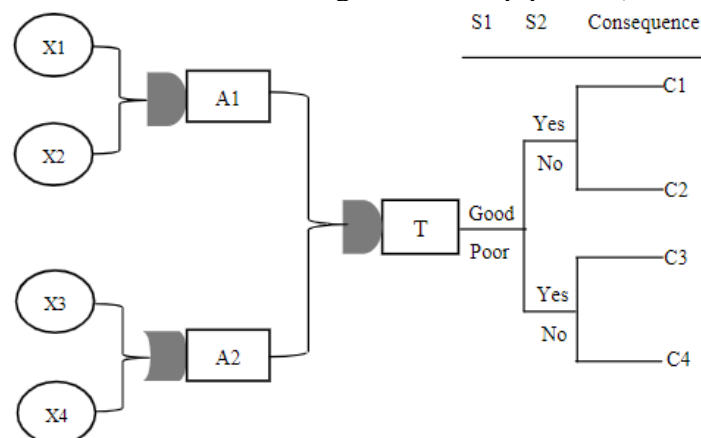 S1 S2 Consequence
X1
A1
X2
Yes
No
C1
C2
T
Good
Poor
X3
A2
X4
Yes
No
C3
C4